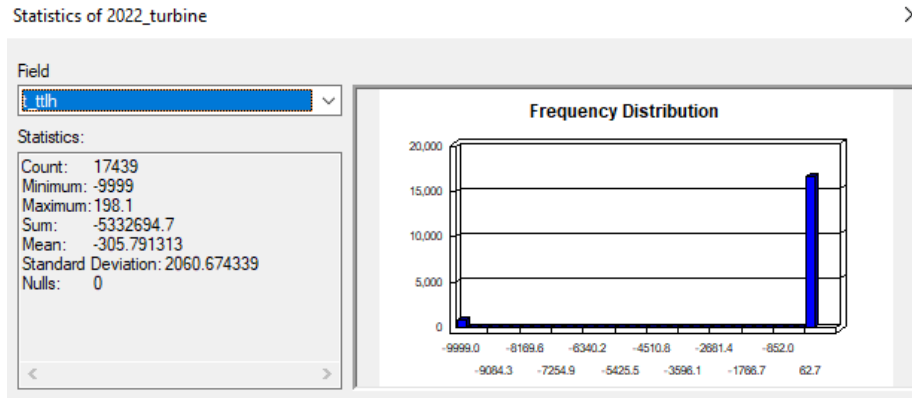 Statistics of 2022_turbine
Field
t_ttlh
Statistics:
Count: 17439
Minimum: -9999
Maximum: 198.1
Sum: -5332694.7
Mean: -305.791313
Standard Deviation: 2060.674339
Nulls: 0
Frequency Distribution
20,000
15,000
10,000
5,000
0
-9999.0 -8169.6 -6340.2 -4510.8 -2681.4 -852.0
-9084.3 -7254.9 -5425.5 -3596.1 -1766.7 62.7